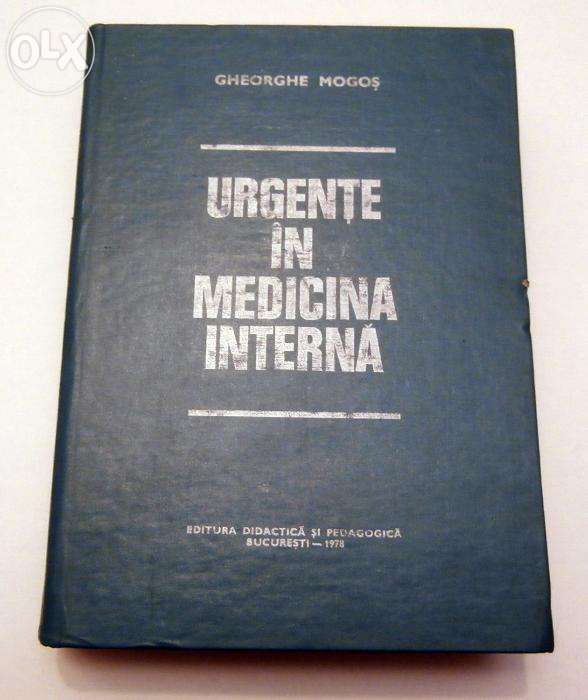 OLX
GHEORGHE MOGOȘ
URGENȚE
ÎN
MEDICINA
INTERNĂ
EDITURA DIDACTICĂ ȘI PEDAGOGICĂ
BUCUREȘTI — 1978